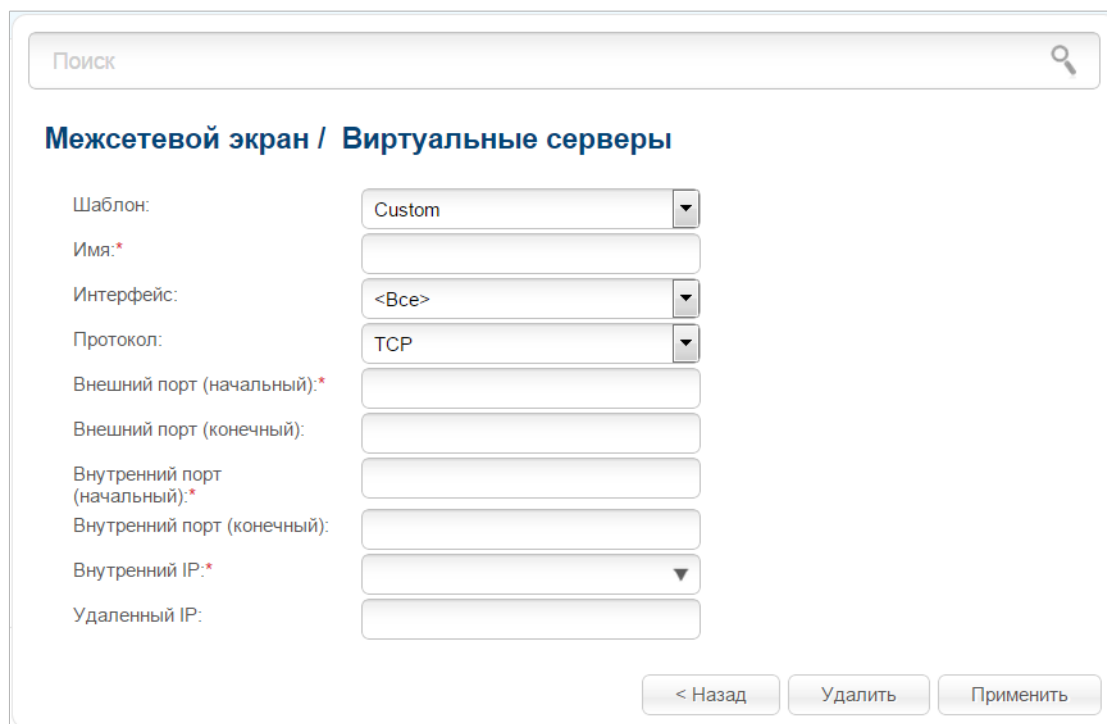 Поиск
Межсетевой экран / Виртуальные серверы
Шаблон: Custom
Имя:*
Интерфейс: <Все>
Протокол: TCP
Внешний порт (начальный):*
Внешний порт (конечный):
Внутренний порт
(начальный):*
Внутренний порт (конечный):
Внутренний IP:*
Удаленный IP:
< Назад Удалить Применить